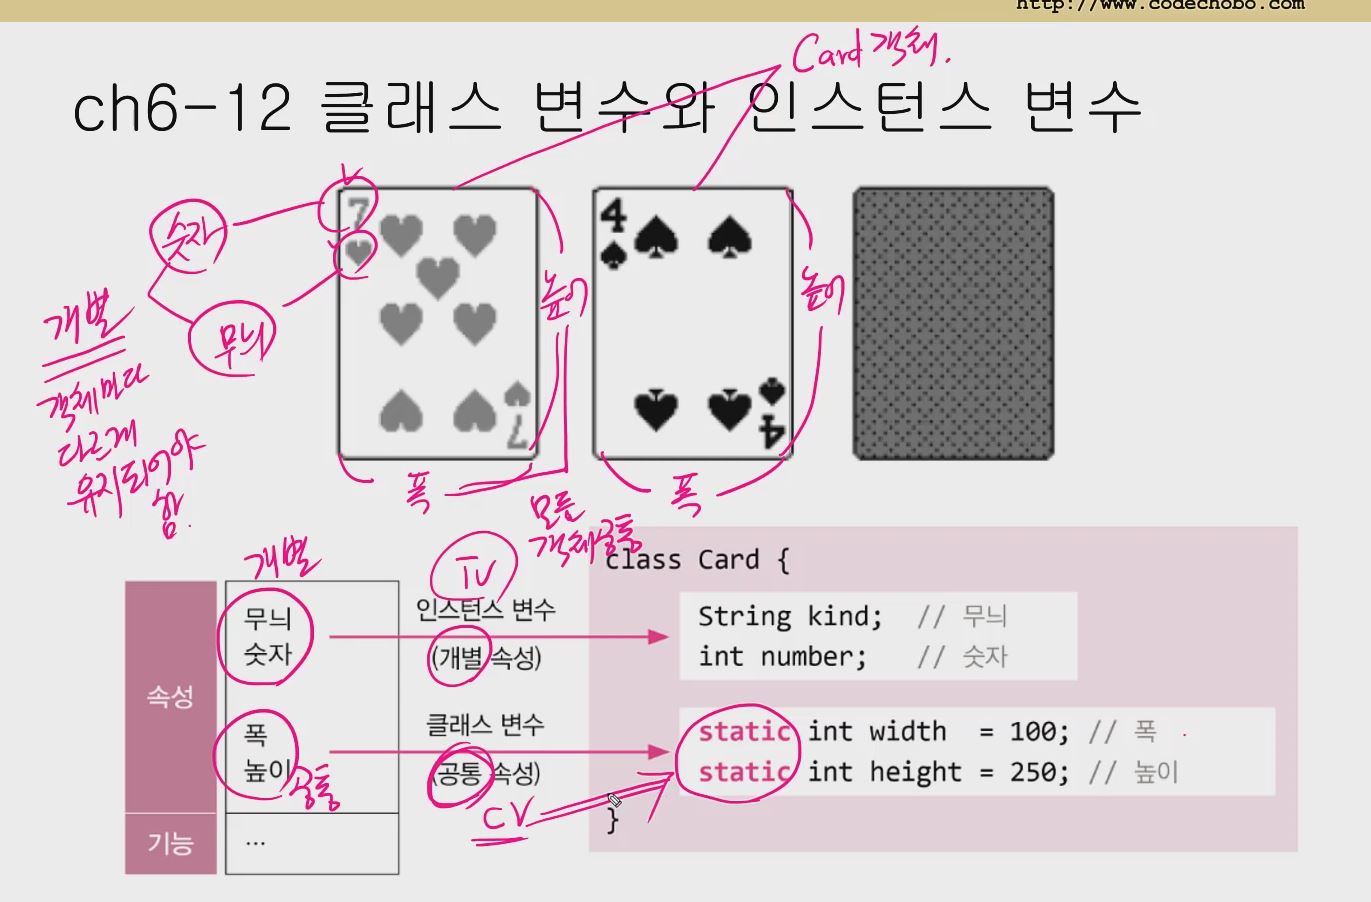 http://www.codechobo.com
Card 객체.
ch6-12 클래스 변수와 인스턴스 변수
숫자
무늬
개별
객체마다
다르게
유지되어야
함.
7
7
높이
폭
4
4
높이
폭
모든
객체공통
개별
속성
무늬
숫자
폭
높이
공통
기능
...
iv
인스턴스 변수
(개별 속성)
클래스 변수
(공통 속성)
cv
class Card {
String kind; // 무늬
int number; // 숫자
static int width = 100; // 폭
static int height = 250; // 높이
}